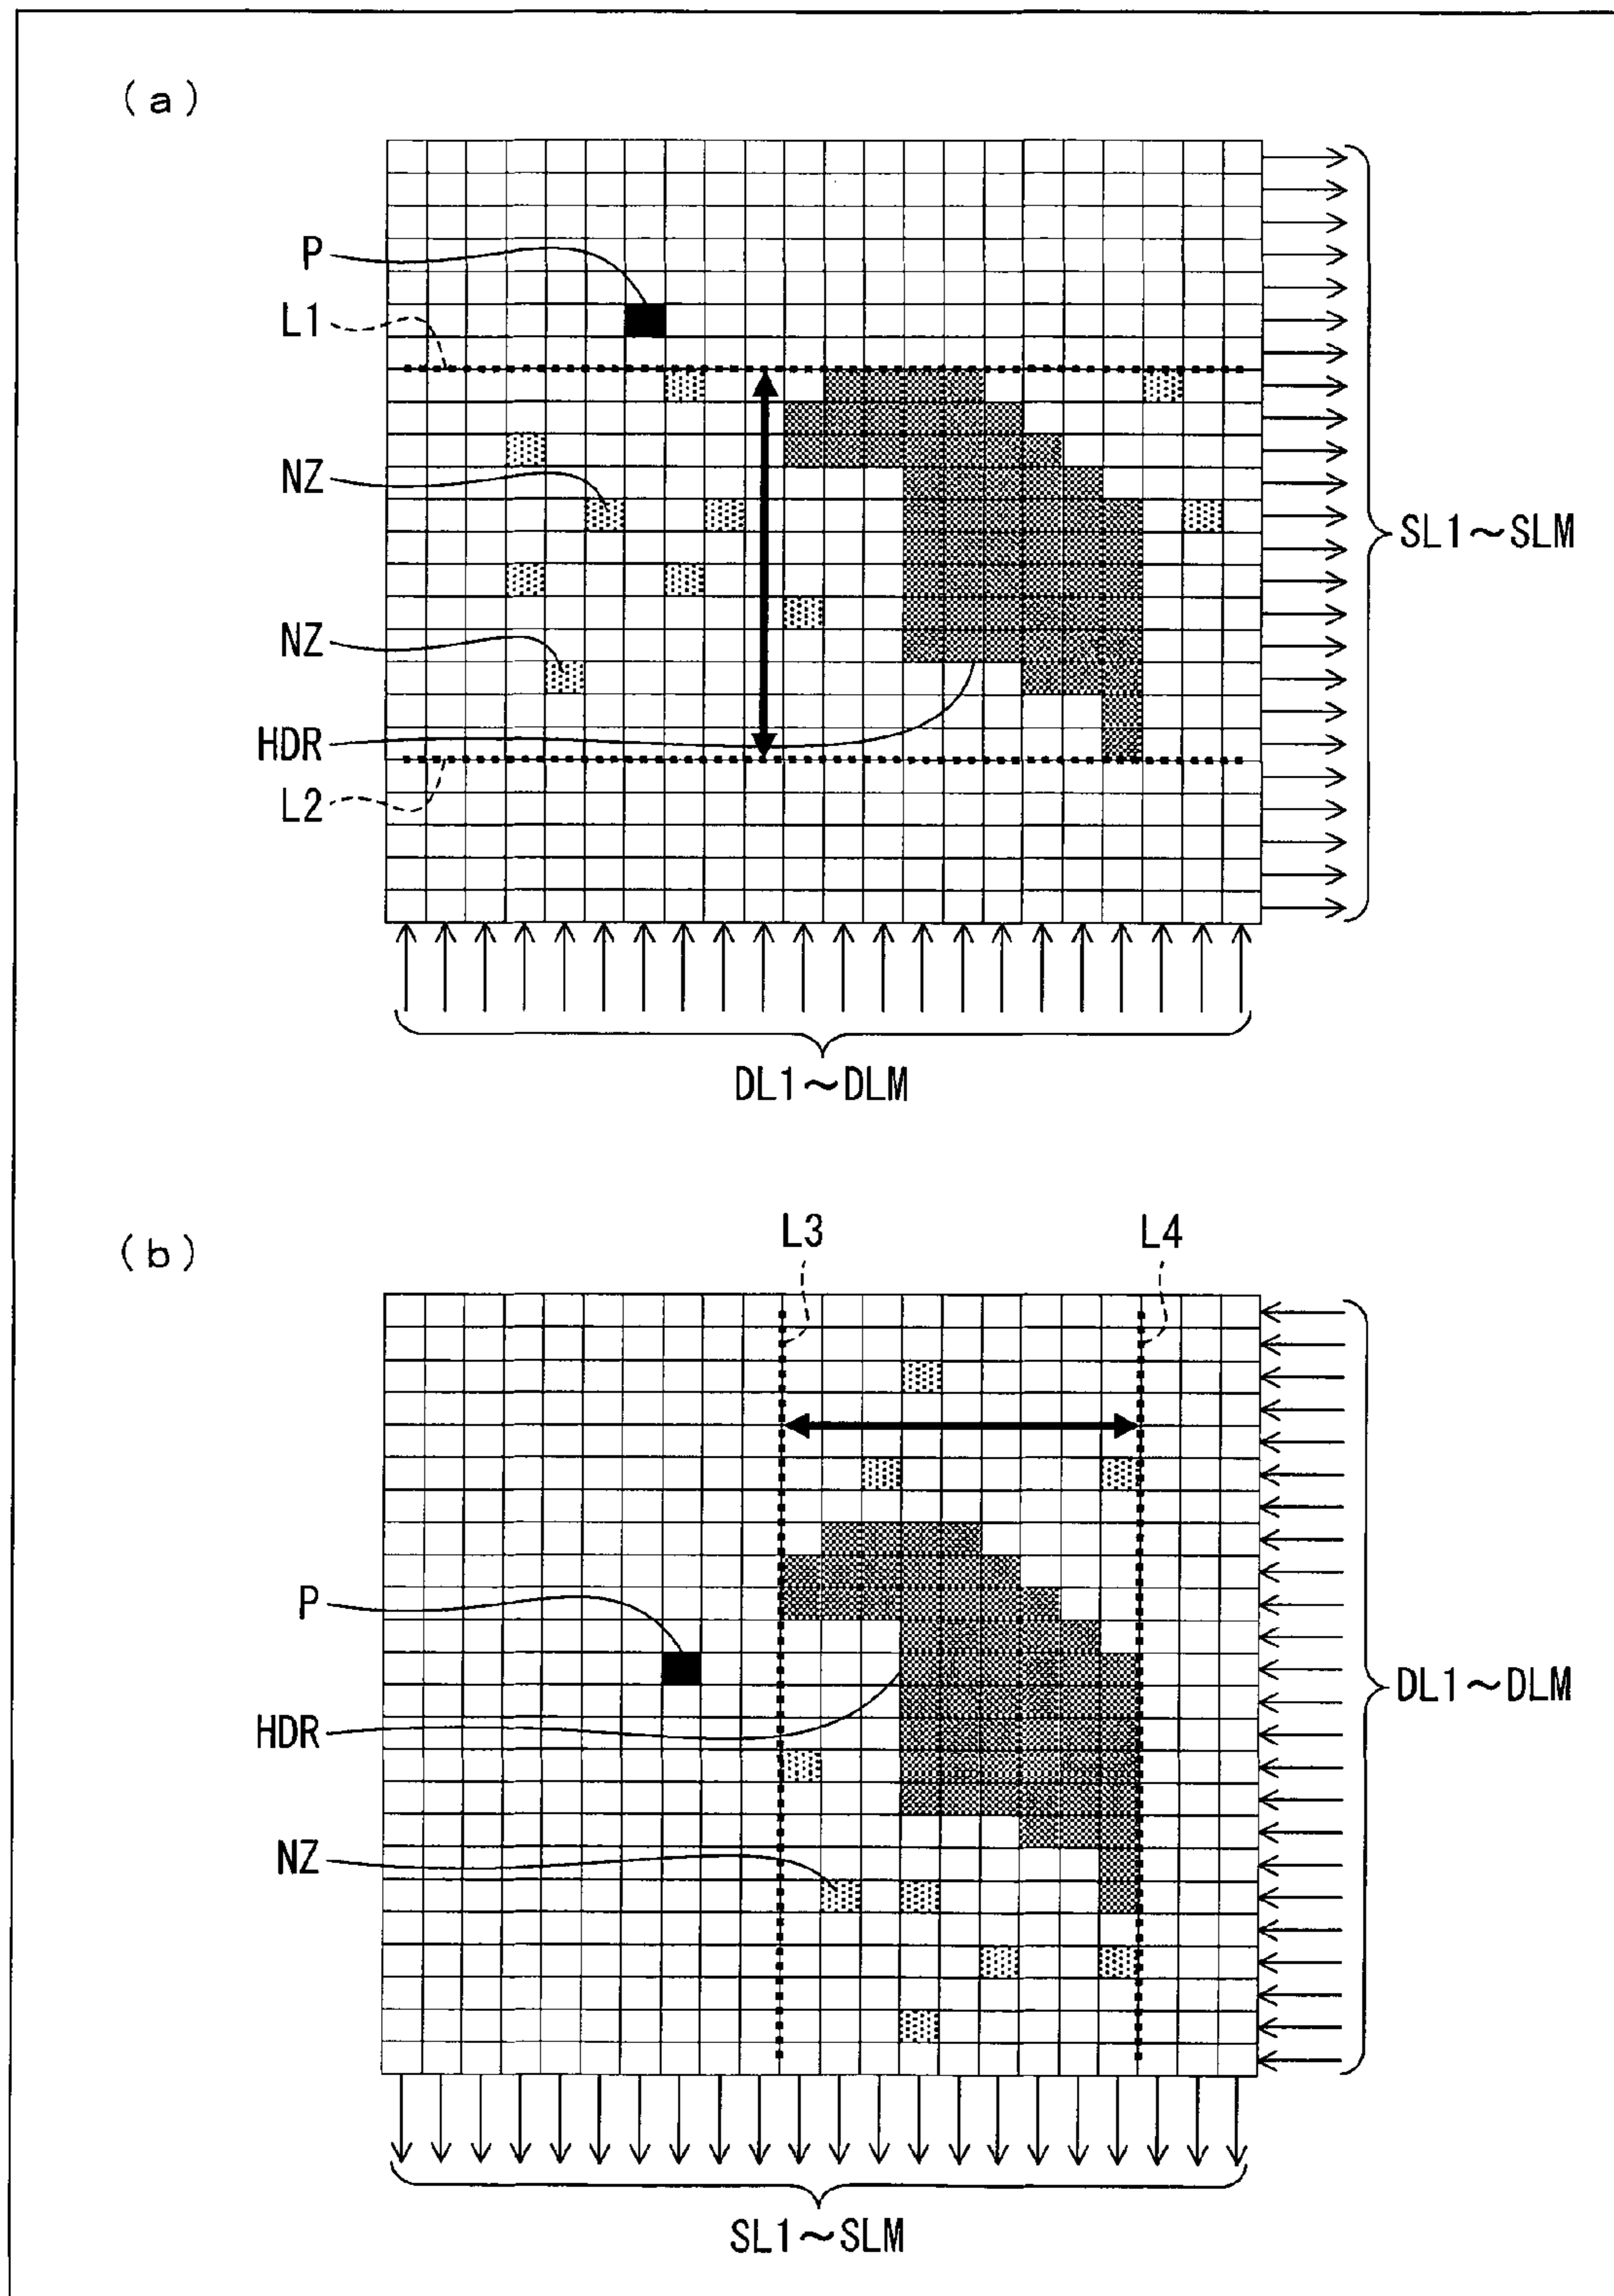 (a)
P
L1
NZ
SL1～SLM
NZ
HDR
L2
DL1～DLM
(b)
L3
L4
P
DL1～DLM
HDR
NZ
SL1～SLM